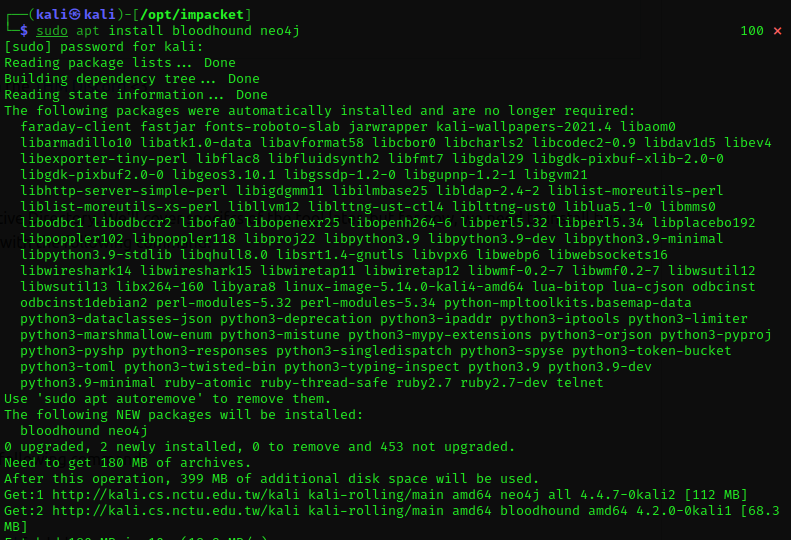 ┌──(kali㉿kali)-[/opt/impacket]
└─$ sudo apt install bloodhound neo4j 100 ⨯
[sudo] password for kali:
Reading package lists... Done
Building dependency tree... Done
Reading state information... Done
The following packages were automatically installed and are no longer required:
faraday-client fastjar fonts-roboto-slab jarwrapper kali-wallpapers-2021.4 libaom0
libarmadillo10 libatk1.0-data libavformat58 libcbor0 libcharls2 libcodec2-0.9 libdav1d5 libev4
libexporter-tiny-perl libflac8 libfluidsynth2 libfmt7 libgdal29 libgdk-pixbuf-xlib-2.0-0
libgdk-pixbuf2.0-0 libgeos3.10.1 libgssdp-1.2-0 libgupnp-1.2-1 libgvm21
libhttp-server-simple-perl libigdgmm11 libilmbase25 libldap-2.4-2 liblist-moreutils-perl
liblist-moreutils-xs-perl libllvm12 liblttng-ust-ctl4 liblttng-ust0 liblua5.1-0 libmms0
libodbc1 libodbccr2 libofa0 libopenexr25 libopenh264-6 libperl5.32 libperl5.34 libplacebo192
libpoppler102 libpoppler118 libproj22 libpython3.9 libpython3.9-dev libpython3.9-minimal
libpython3.9-stdlib libqhull8.0 libsrt1.4-gnutls libvpx6 libwebp6 libwebsockets16
libwireshark14 libwireshark15 libwiretap11 libwiretap12 libwmf-0.2-7 libwmf0.2-7 libwsutil12
libwsutil13 libx264-160 libyara8 linux-image-5.14.0-kali4-amd64 lua-bitop lua-cjson odbcinst
odbcinst1debian2 perl-modules-5.32 perl-modules-5.34 python-mpltoolkits.basemap-data
python3-dataclasses-json python3-deprecation python3-ipaddr python3-iptools python3-limiter
python3-marshmallow-enum python3-mistune python3-mypy-extensions python3-orjson python3-pyproj
python3-pyshp python3-responses python3-singledispatch python3-spyse python3-token-bucket
python3-toml python3-twisted-bin python3-typing-inspect python3.9 python3.9-dev
python3.9-minimal ruby-atomic ruby-thread-safe ruby2.7 ruby2.7-dev telnet
Use 'sudo apt autoremove' to remove them.
The following NEW packages will be installed:
bloodhound neo4j
0 upgraded, 2 newly installed, 0 to remove and 453 not upgraded.
Need to get 180 MB of archives.
After this operation, 399 MB of additional disk space will be used.
Get:1 http://kali.cs.nctu.edu.tw/kali kali-rolling/main amd64 neo4j all 4.4.7-0kali2 [112 MB]
Get:2 http://kali.cs.nctu.edu.tw/kali kali-rolling/main amd64 bloodhound amd64 4.2.0-0kali1 [68.3
MB]